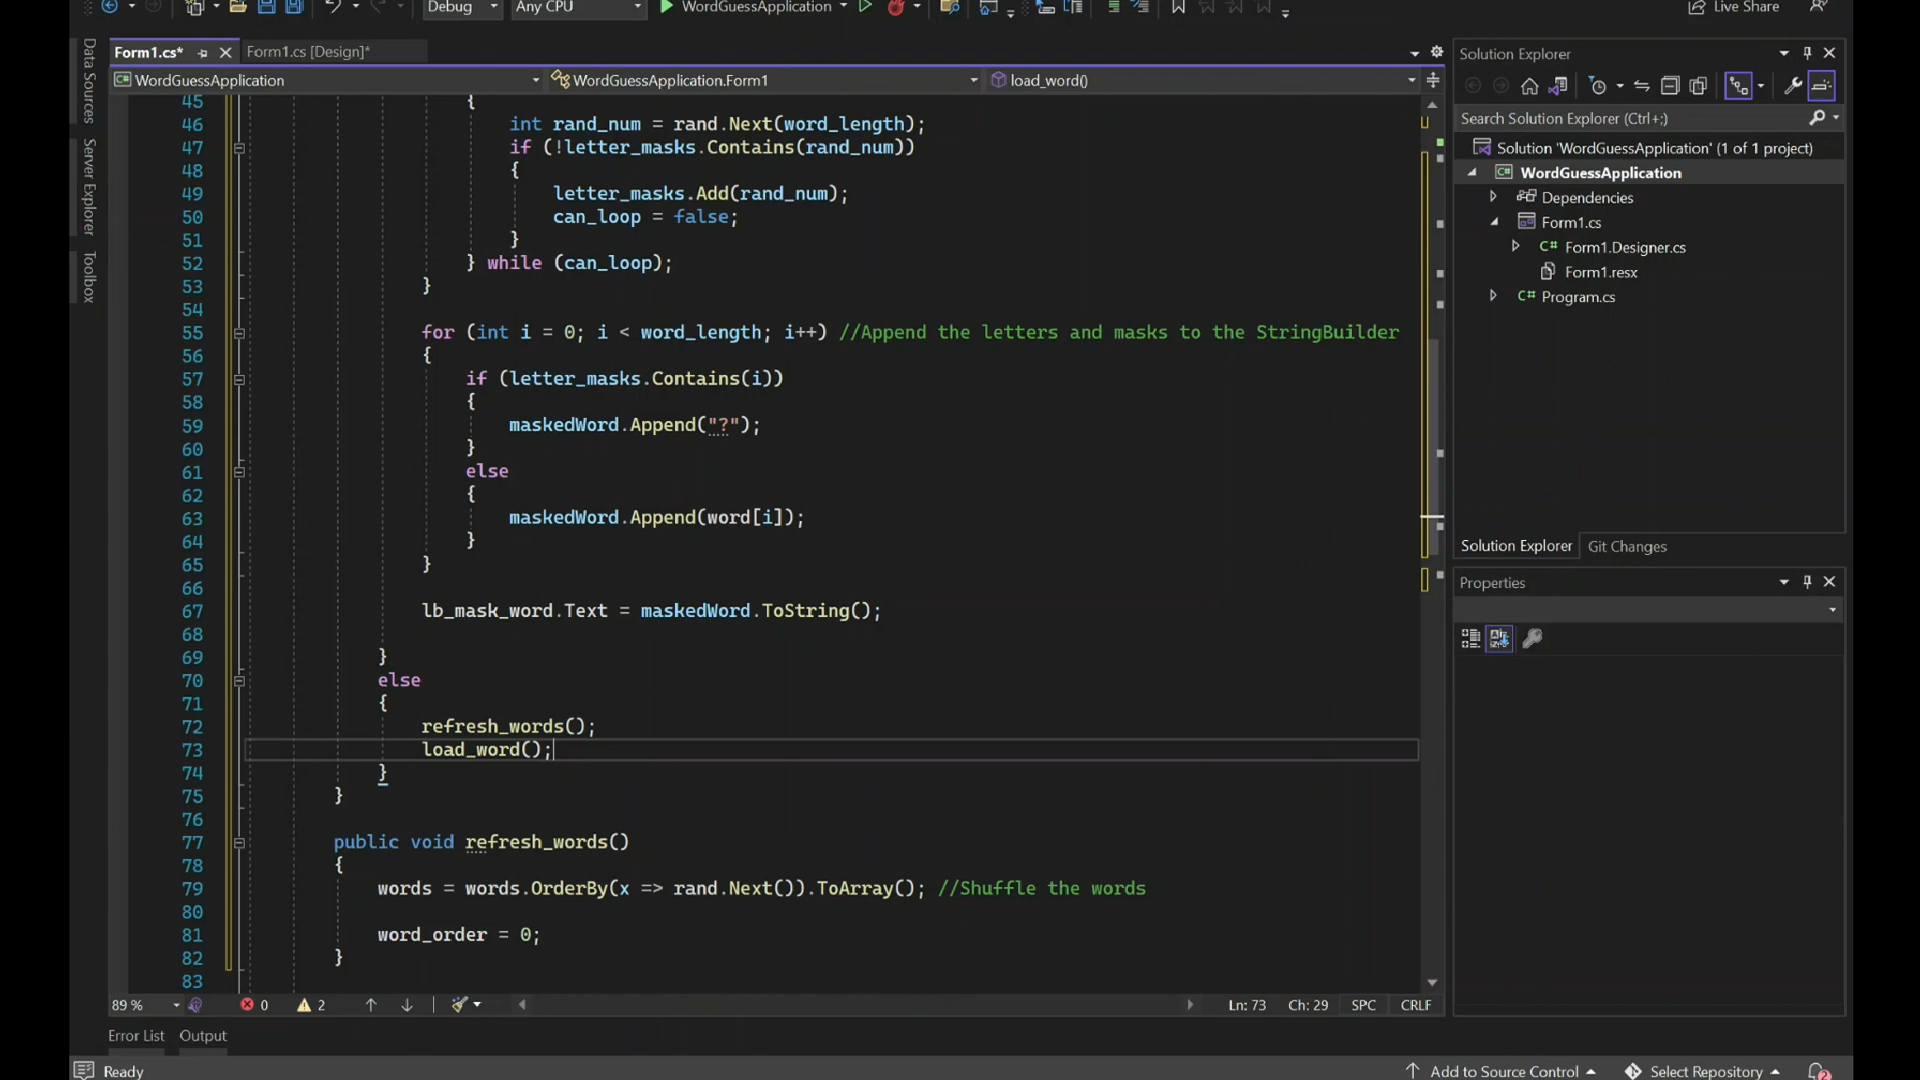 Debug Any CPU WordGuessApplication Live Share
Form1.cs* Form1.cs [Design]*
WordGuessApplication WordGuessApplication.Form1 load_word()
Data Sources
Server Explorer
Toolbox
45 {
46 int rand_num = rand.Next(word_length);
47 if (!letter_masks.Contains(rand_num))
48 {
49 letter_masks.Add(rand_num);
50 can_loop = false;
51 }
52 } while (can_loop);
53 }
54
55 for (int i = 0; i < word_length; i++) //Append the letters and masks to the StringBuilder
56 {
57 if (letter_masks.Contains(i))
58 {
59 maskedWord.Append("?");
60 }
61 else
62 {
63 maskedWord.Append(word[i]);
64 }
65 }
66
67 lb_mask_word.Text = maskedWord.ToString();
68
69 }
70 else
71 {
72 refresh_words();
73 load_word();
74 }
75 }
76
77 public void refresh_words()
78 {
79 words = words.OrderBy(x => rand.Next()).ToArray(); //Shuffle the words
80
81 word_order = 0;
82 }
83
89 % 0 2 Ln: 73 Ch: 29 SPC CRLF
Error List Output
Ready Add to Source Control Select Repository 2
Solution Explorer
Search Solution Explorer (Ctrl+;)
Solution 'WordGuessApplication' (1 of 1 project)
C# WordGuessApplication
Dependencies
Form1.cs
C# Form1.Designer.cs
Form1.resx
C# Program.cs
Solution Explorer Git Changes
Properties